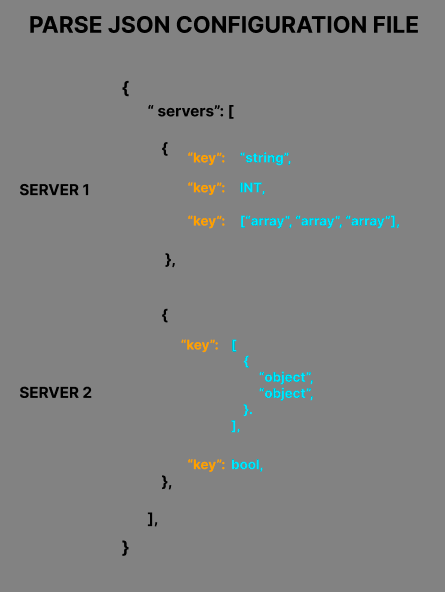 PARSE JSON CONFIGURATION FILE
{
“ servers”: [
{
“key”: “string”,
SERVER 1
“key”: INT,
“key”: [“array”, “array”, “array”],
},
{
“key”: [
{
“object”,
SERVER 2
“object”,
},
],
“key”: bool,
},
],
}